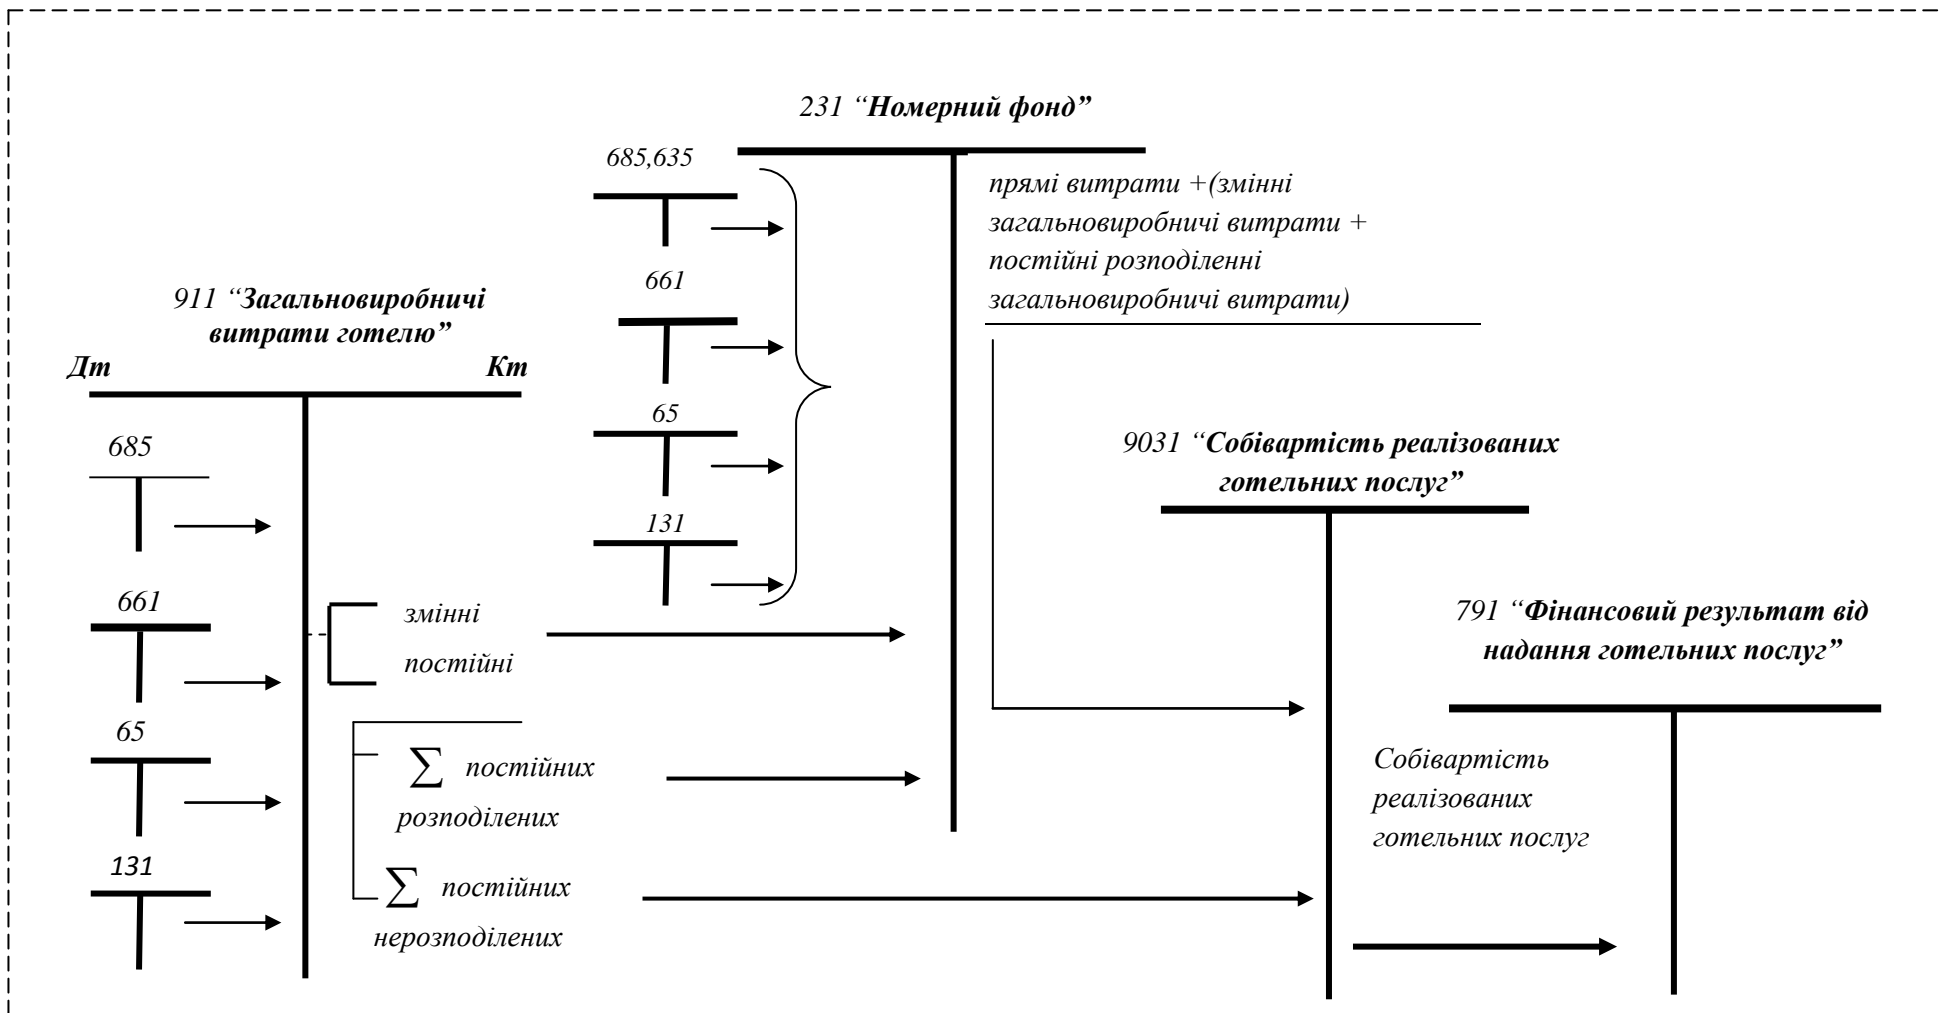 231 “Номерний фонд”
685,635
прямі витрати +(змінні
загальновиробничі витрати +
постійні розподіленні
загальновиробничі витрати)
661
911 “Загальновиробничі
витрати готелю”
Дт Кт
65
685
9031 “Собівартість реалізованих
готельних послуг”
131
661
змінні
постійні
791 “Фінансовий результат від
надання готельних послуг”
65
∑ постійних
розподілених
Собівартість
реалізованих
готельних послуг
131
∑ постійних
нерозподілених